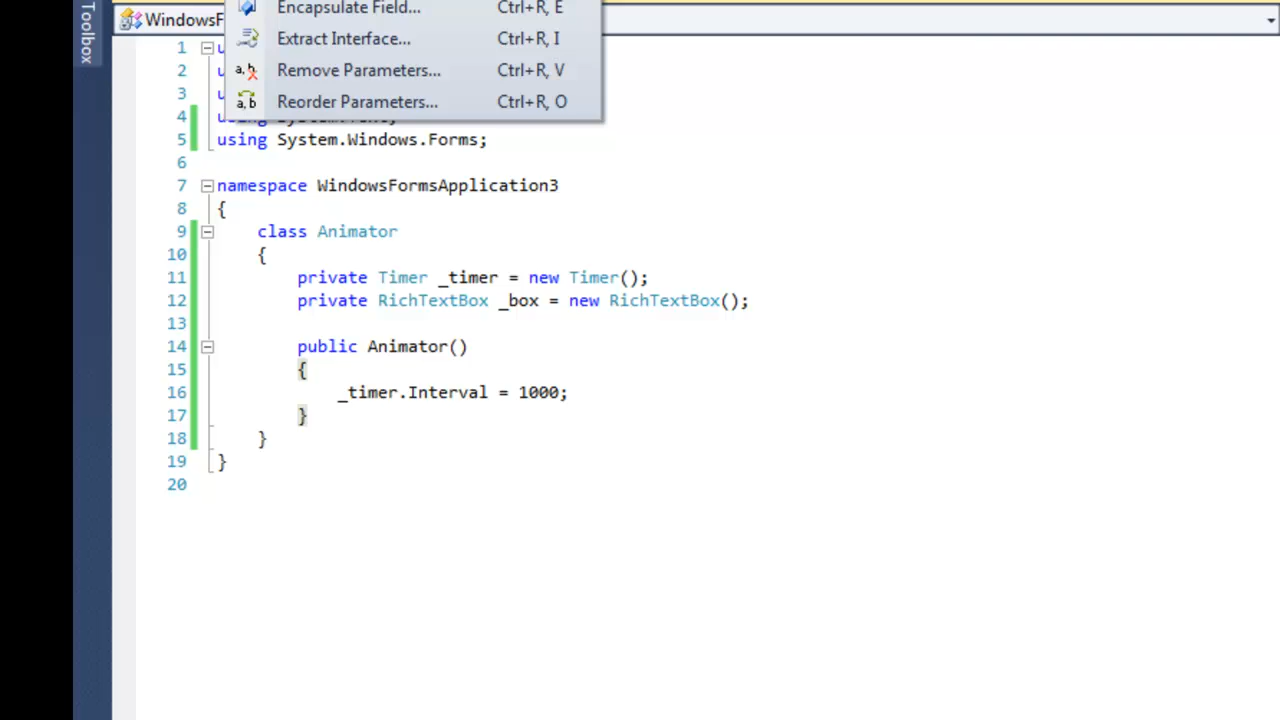 Toolbox
Encapsulate Field... Ctrl+R, E
WindowsF
Extract Interface... Ctrl+R, I
1
2 Remove Parameters... Ctrl+R, V
3 Reorder Parameters... Ctrl+R, O
4 using System.Text;
5 using System.Windows.Forms;
6
7 namespace WindowsFormsApplication3
8 {
9 class Animator
10 {
11 private Timer _timer = new Timer();
12 private RichTextBox _box = new RichTextBox();
13
14 public Animator()
15 {
16 _timer.Interval = 1000;
17 }
18 }
19 }
20